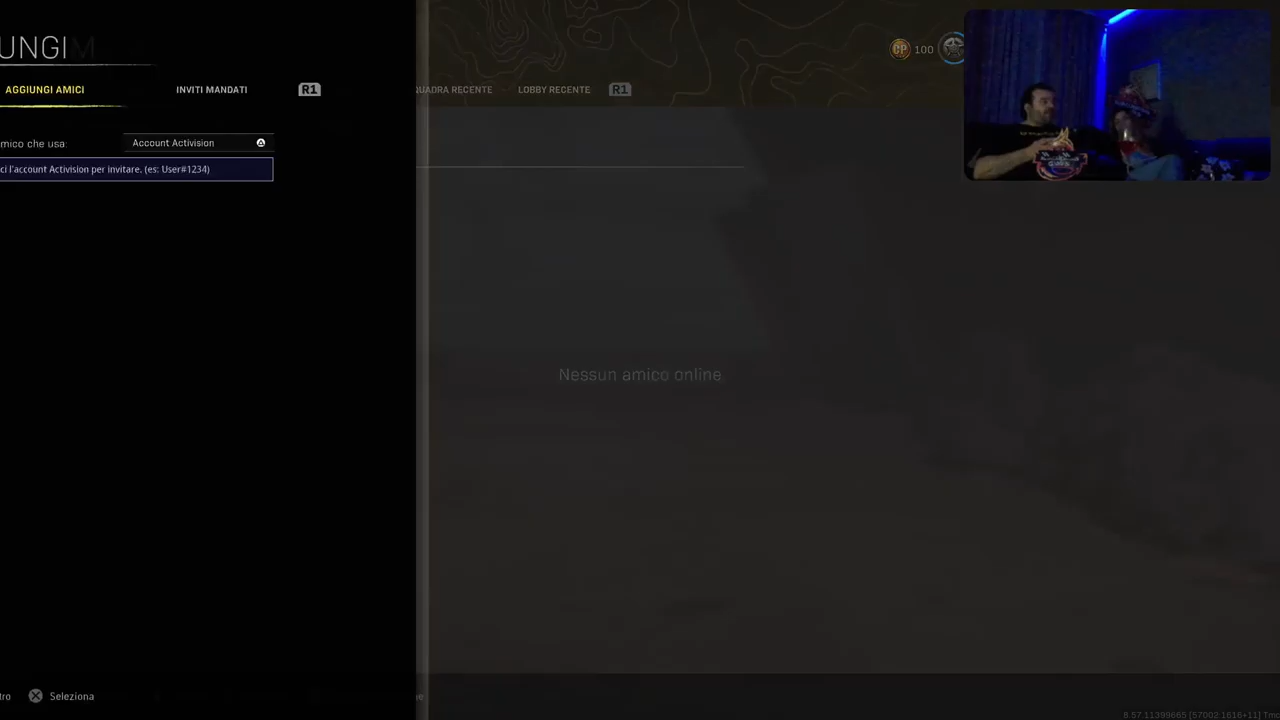 UNGI
AGGIUNGI AMICI
INVITI MANDATI
R1
QUADRA RECENTE
LOBBY RECENTE
R1
CP 100
mico che usa:
Account Activision
ci l'account Activision per invitare, (es: User#1234)
Nessun amico online
tro
Seleziona